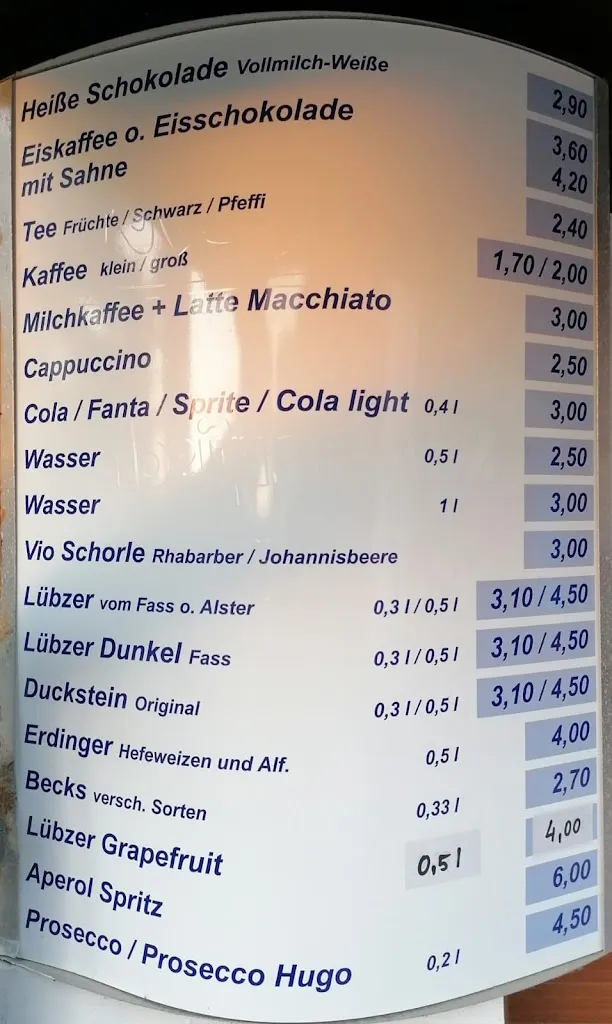 Heiße Schokolade Vollmilch-Weiße 2,90
Eiskaffee o. Eisschokolade 3,60
mit Sahne 4,20
Tee Früchte / Schwarz / Pfeffi 2,40
Kaffee klein / groß 1,70 / 2,00
Milchkaffee + Latte Macchiato 3,00
Cappuccino 2,50
Cola / Fanta / Sprite / Cola light 0,4 l 3,00
Wasser 0,5 l 2,50
Wasser 1 l 3,00
Vio Schorle Rhabarber / Johannisbeere 3,00
Lübzer vom Fass o. Alster 0,3 l / 0,5 l 3,10 / 4,50
Lübzer Dunkel Fass 0,3 l / 0,5 l 3,10 / 4,50
Duckstein Original 0,3 l / 0,5 l 3,10 / 4,50
Erdinger Hefeweizen und Alf. 0,5 l 4,00
Becks versch. Sorten 0,33 l 2,70
Lübzer Grapefruit 0,5 l 4,00
Aperol Spritz 6,00
Prosecco / Prosecco Hugo 0,2 l 4,50